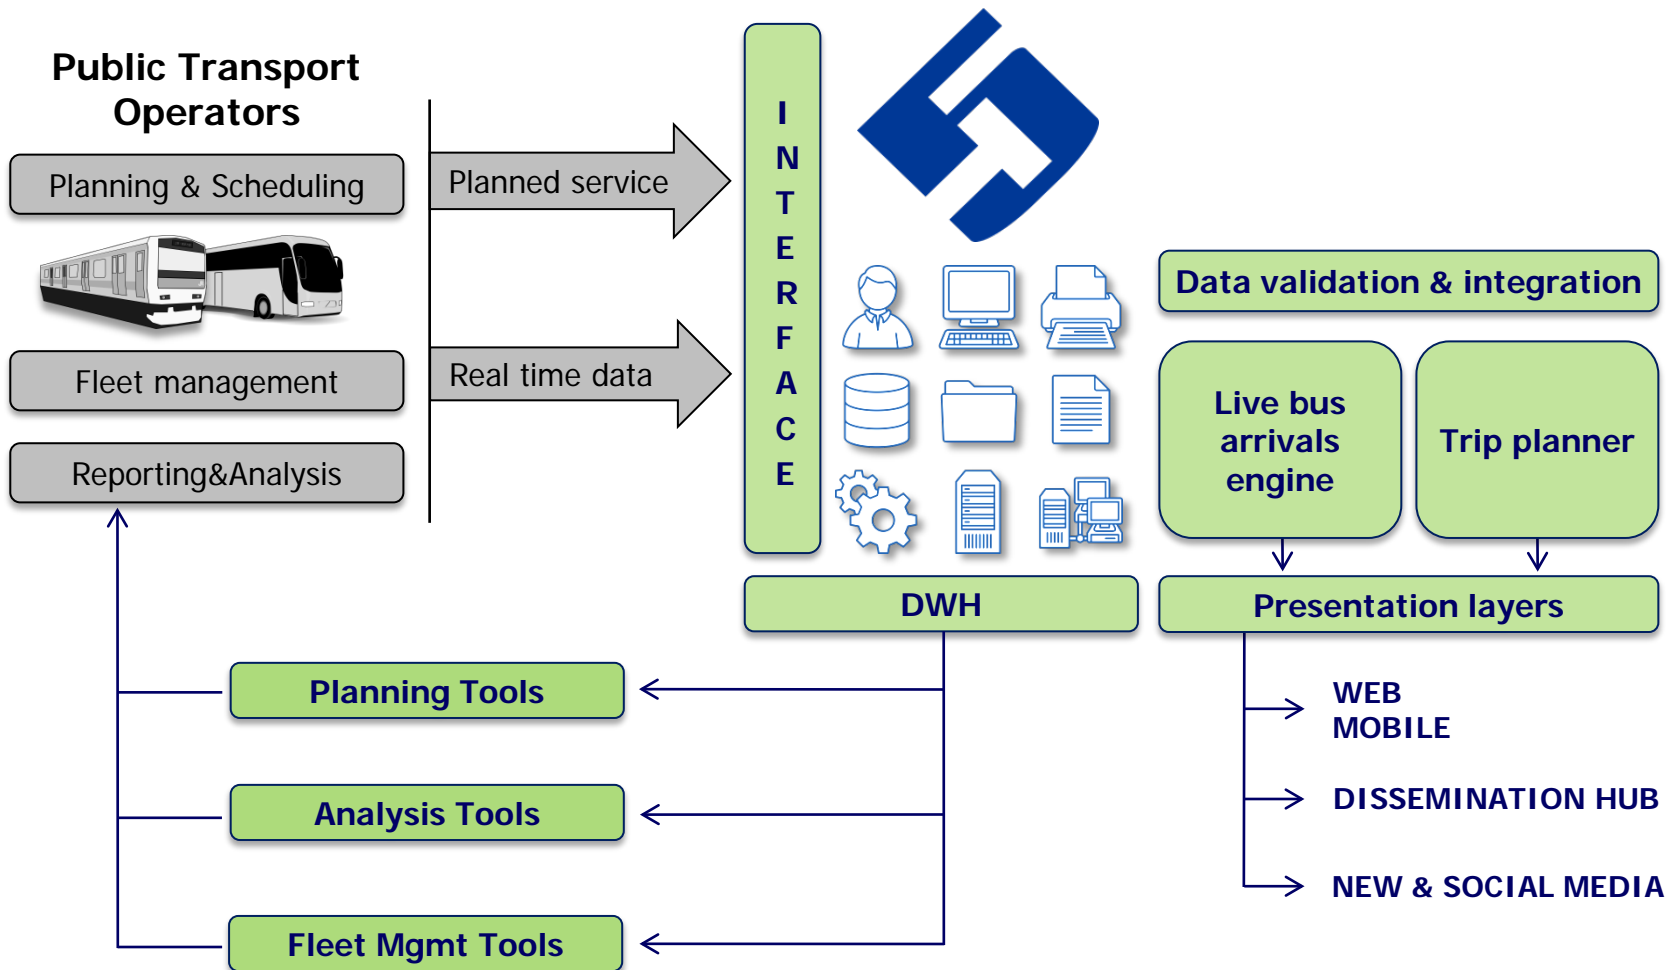 Public Transport
Operators
Planning & Scheduling
Fleet management
Reporting&Analysis
Planned service
Real time data
I
N
T
E
R
F
A
C
E
Data validation & integration
Live bus
arrivals
engine
Trip planner
DWH
Presentation layers
Planning Tools
Analysis Tools
Fleet Mgmt Tools
WEB
MOBILE
DISSEMINATION HUB
NEW & SOCIAL MEDIA